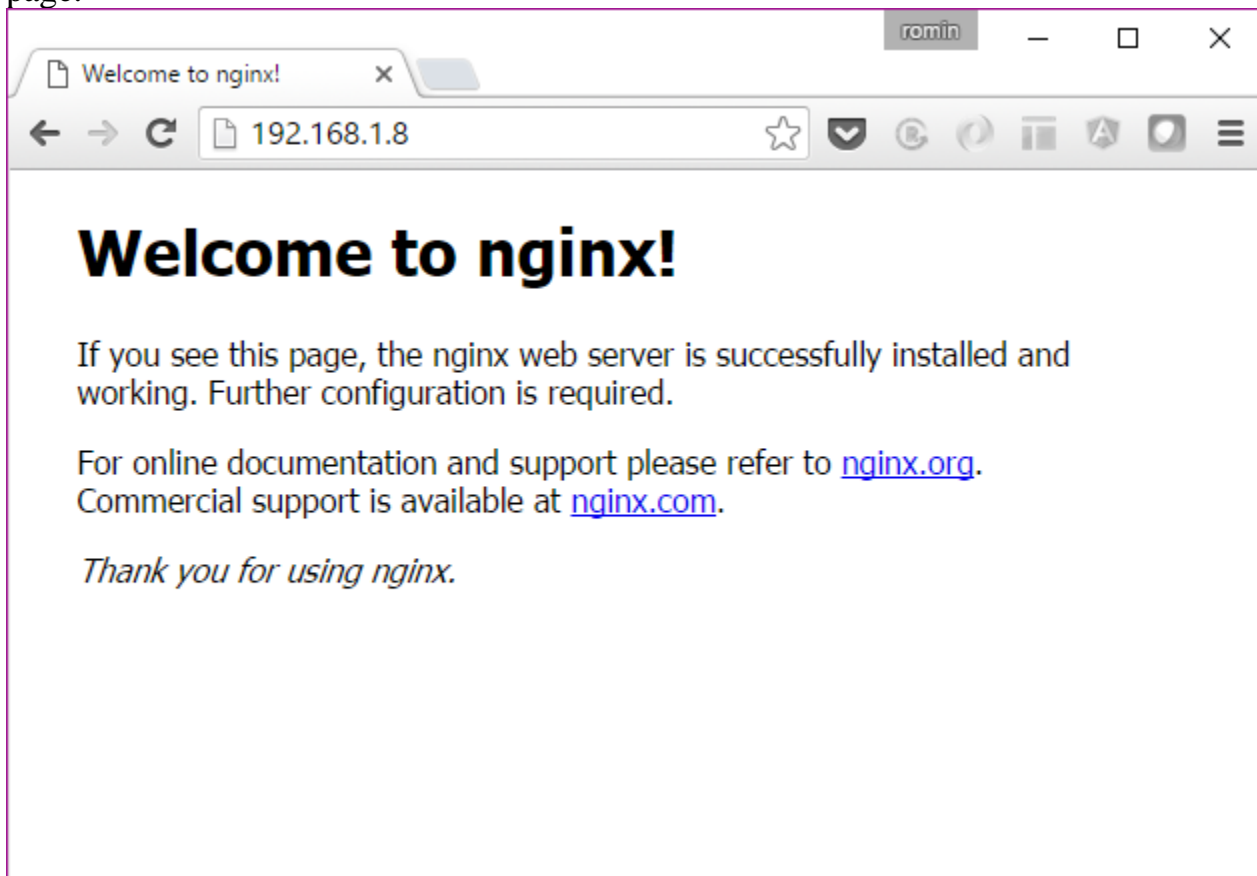 page.
romin
Welcome to nginx!
192.168.1.8
Welcome to nginx!
If you see this page, the nginx web server is successfully installed and
working. Further configuration is required.
For online documentation and support please refer to nginx.org.
Commercial support is available at nginx.com.
Thank you for using nginx.